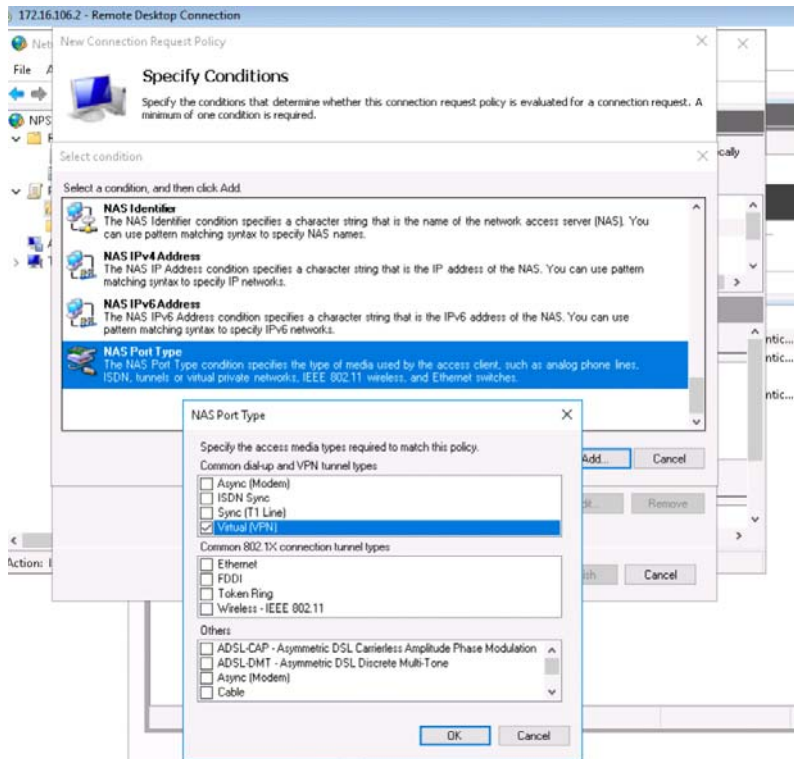 172.16.106.2 - Remote Desktop Connection
New Connection Request Policy
File
Specify Conditions
Specify the conditions that determine whether this connection request policy is evaluated for a connection request. A
minimum of one condition is required.
NPS
Select condition
Select a condition, and then click Add.
NAS Identifier
The NAS Identifier condition specifies a character string that is the name of the network access server (NAS). You
can use pattern matching syntax to specify NAS names.
NAS IPv4 Address
The NAS IP Address condition specifies a character string that is the IP address of the NAS. You can use pattern
matching syntax to specify IP networks.
NAS IPv6 Address
The NAS IPv6 Address condition specifies a character string that is the IPv6 address of the NAS. You can use
pattern matching syntax to specify IPv6 networks.
NAS Port Type
The NAS Port Type condition specifies the type of media used by the access client, such as analog phone lines,
ISDN, tunnels or virtual private networks, IEEE 802.11 wireless, and Ethernet switches.
Add... Cancel
Remove
Cancel
Action:
NAS Port Type
Specify the access media types required to match this policy.
Common dial-up and VPN tunnel types
Async (Modem)
ISDN Sync
Sync (T1 Line)
Virtual (VPN)
Common 802.1X connection tunnel types
Ethernet
FDDI
Token Ring
Wireless - IEEE 802.11
Others
ADSL-CAP - Asymmetric DSL Carrierless Amplitude Phase Modulation
ADSL-DMT - Asymmetric DSL Discrete Multi-Tone
Async (Modem)
Cable
OK Cancel